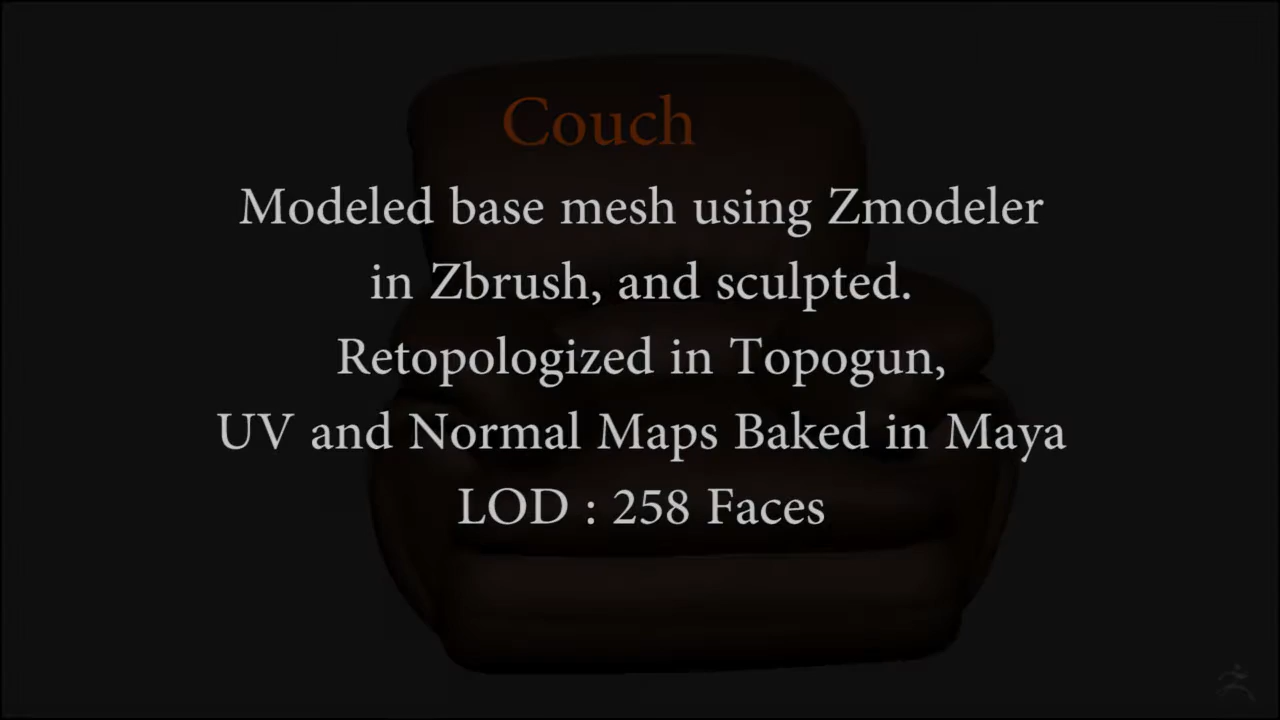 Couch
Modeled base mesh using Zmodeler
in Zbrush, and sculpted.
Retopologized in Topogun,
UV and Normal Maps Baked in Maya
LOD : 258 Faces